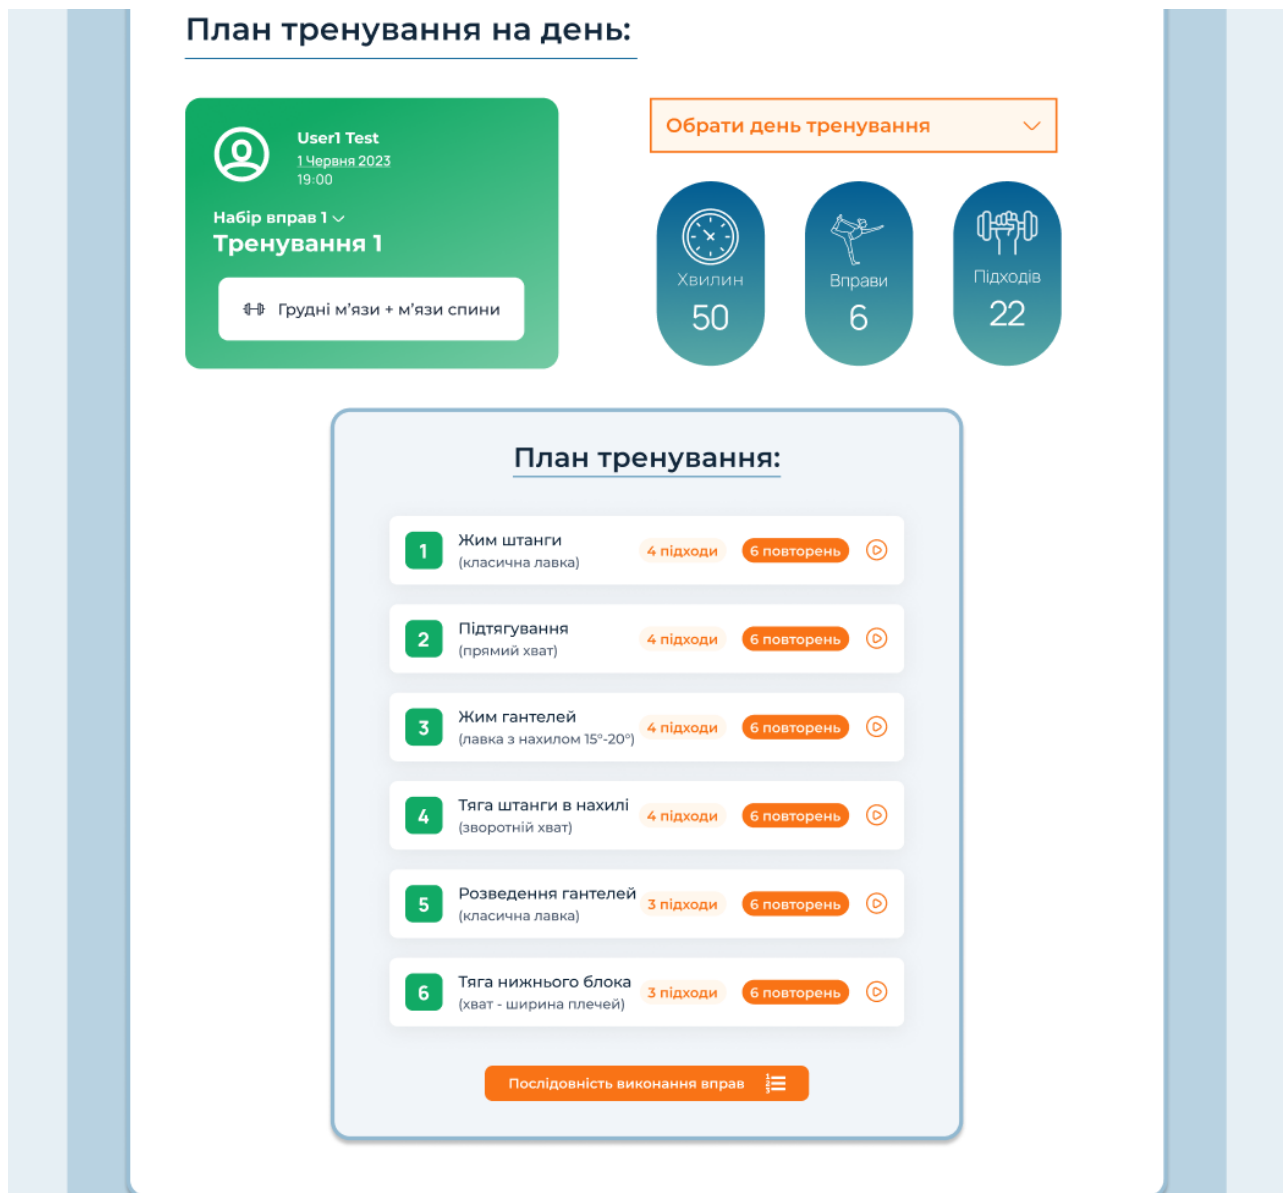 План тренування на день:
User1 Test
1 Червня 2023
19:00
Набір вправ 1
Тренування 1
Грудні м'язи + м'язи спини
Обрати день тренування
Хвилин
50
Вправи
6
Підходів
22
План тренування:
1
Жим штанги
(класична лавка)
4 підходи
6 повторень
2
Підтягування
(прямий хват)
4 підходи
6 повторень
3
Жим гантелей
(лавка з нахилом 15°-20°)
4 підходи
6 повторень
4
Тяга штанги в нахилі
(зворотній хват)
4 підходи
6 повторень
5
Розведення гантелей
(класична лавка)
3 підходи
6 повторень
6
Тяга нижнього блока
(хват - ширина плечей)
3 підходи
6 повторень
Послідовність виконання вправ